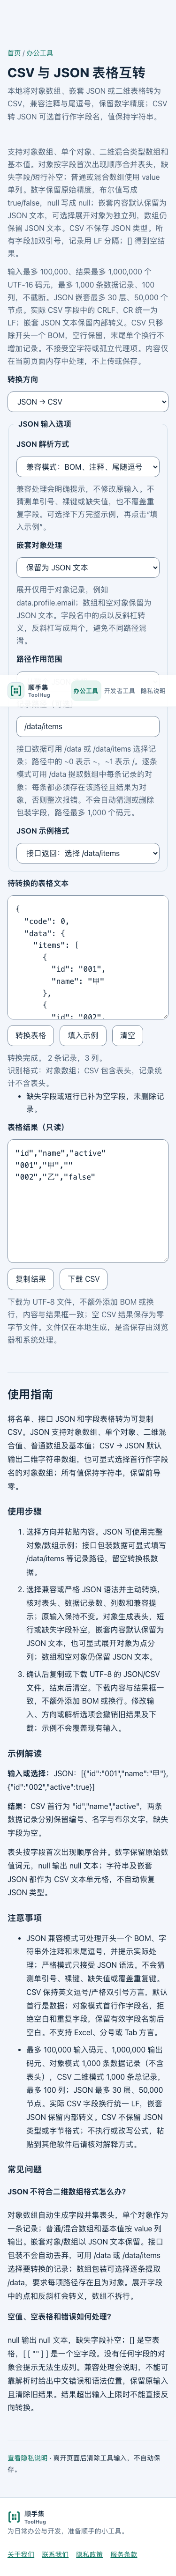 首页 / 办公工具
CSV 与 JSON 表格互转
本地将对象数组、嵌套 JSON 或二维表格转为
CSV，兼容注释与尾逗号，保留数字精度；CSV
转 JSON 可选首行作字段名，值保持字符串。
支持对象数组、单个对象、二维混合类型数组和
基本值。对象按字段首次出现顺序合并表头，缺
失字段/短行补空；普通或混合数组使用 value
单列。数字保留原始精度，布尔值写成
true/false，null 写成 null；嵌套内容默认保留为
JSON 文本，可选择展开对象为独立列，数组仍
保留 JSON 文本。CSV 不保存 JSON 类型。所
有字段加双引号，记录用 LF 分隔；[] 得到空结
果。
输入最多 100,000、结果最多 1,000,000 个
UTF-16 码元，最多 1,000 条数据记录、100
列，不截断。JSON 嵌套最多 30 层、50,000 个
节点。实际 CSV 字段中的 CRLF、CR 统一为
LF；嵌套 JSON 文本保留内部转义。CSV 只移
除开头一个 BOM，空行保留，末尾单个换行不增
加记录。不接受空字符或孤立代理项。内容仅
在当前页面内存中处理，不上传或保存。
转换方向
JSON → CSV
JSON 输入选项
JSON 解析方式
兼容模式：BOM、注释、尾随逗号
兼容处理会明确提示，不修改原输入，不
猜测单引号、裸键或缺失值，也不覆盖重
复字段。可选择下方完整示例，再点击“填
入示例”。
嵌套对象处理
保留为 JSON 文本
展开仅用于对象记录，例如
data.profile.email；数组和空对象保留为
JSON 文本。字段名中的点以反斜杠转
义，反斜杠写成两个，避免不同路径混
淆。
路径作用范围
顺手集
ToolHug
办公工具 开发者工具 隐私说明
/data/items
接口数据可用 /data 或 /data/items 选择记
录；路径中的 ~0 表示 ~，~1 表示 /。逐条
模式可用 /data 提取数组中每条记录的对
象；每条都必须存在该路径且结果为对
象，否则整次报错。不会自动猜测或删除
包装字段，路径最多 1,000 个码元。
JSON 示例格式
接口返回：选择 /data/items
待转换的表格文本
{
"code": 0,
"data": {
"items": [
{
"id": "001",
"name": "甲"
},
{
"id": "002",
转换表格 填入示例 清空
转换完成。 2 条记录，3 列。
识别格式：对象数组；CSV 包含表头，记录统
计不含表头。
• 缺失字段或短行已补为空字段，未删除记
录。
表格结果（只读）
"id","name","active"
"001","甲",""
"002","乙","false"
复制结果 下载 CSV
下载为 UTF-8 文件，不额外添加 BOM 或换
行，内容与结果框一致；空 CSV 结果保存为零
字节文件。文件仅在本地生成，是否保存由浏览
器和系统处理。
使用指南
将名单、接口 JSON 和字段表格转为可复制
CSV。JSON 支持对象数组、单个对象、二维混
合值、普通数组及基本值；CSV → JSON 默认
输出二维字符串数组，也可显式选择首行作字段
名的对象数组；所有值保持字符串，保留前导
零。
使用步骤
1. 选择方向并粘贴内容。JSON 可使用完整
对象/数组示例；接口包装数据可显式填写
/data/items 等记录路径，留空转换根数
据。
2. 选择兼容或严格 JSON 语法并主动转换，
核对表头、数据记录数、列数和兼容提
示；原输入保持不变。对象生成表头，短
行或缺失字段补空，嵌套内容默认保留为
JSON 文本，也可显式展开对象为点分
列；数组和空对象仍保留 JSON 文本。
3. 确认后复制或下载 UTF-8 的 JSON/CSV
文件，结束后清空。下载内容与结果框一
致，不额外添加 BOM 或换行。修改输
入、方向或解析选项会撤销旧结果及下
载；示例不会覆盖现有输入。
示例解读
输入或选择： JSON：[{"id":"001","name":"甲"},
{"id":"002","active":true}]
结果： CSV 首行为 "id","name","active"，两条
数据记录分别保留编号、名字与布尔文字，缺失
字段为空。
表头按字段首次出现顺序合并。数字保留原始数
值词元，null 输出 null 文本；字符串及嵌套
JSON 都作为 CSV 文本单元格，不自动恢复
JSON 类型。
注意事项
• JSON 兼容模式可处理开头一个 BOM、字
符串外注释和末尾逗号，并提示实际处
理；严格模式只接受 JSON 语法。不会猜
测单引号、裸键、缺失值或覆盖重复键。
CSV 保持英文逗号/严格双引号方言，默认
首行是数据；对象模式首行作字段名，拒
绝空白和重复字段，保留有效字段名前后
空白。不支持 Excel、分号或 Tab 方言。
• 最多 100,000 输入码元、1,000,000 输出
码元、对象模式 1,000 条数据记录（不含
表头），CSV 二维模式 1,000 条总记录，
最多 100 列；JSON 最多 30 层、50,000
节点。实际 CSV 字段换行统一 LF，嵌套
JSON 保留内部转义。CSV 不保留 JSON
类型或字节格式；不执行或改写公式，粘
贴到其他软件后请核对解释方式。
常见问题
JSON 不符合二维数组格式怎么办？
对象数组自动生成字段并集表头，单个对象作为
一条记录；普通/混合数组和基本值按 value 列
输出。嵌套对象/数组以 JSON 文本保留。接口
包装不会自动丢弃，可用 /data 或 /data/items
选择要转换的记录；数组包装可选择逐条提取
/data，要求每项路径存在且为对象。展开字段
中的点和反斜杠会转义，数组不拆行。
空值、空表格和错误如何处理？
null 输出 null 文本，缺失字段补空；[] 是空表
格，[ [ "" ] ] 是一个空字段。没有任何字段的对
象会提示无法生成列。兼容处理会说明，不能可
靠解析时给出中文错误和语法位置，保留原输入
且清除旧结果。结果超出输入上限时不能直接反
向转换。
查看隐私说明 · 离开页面后清除工具输入，不自动保
存。
顺手集
ToolHug
为日常办公与开发，准备顺手的小工具。
关于我们 联系我们 隐私政策 服务条款